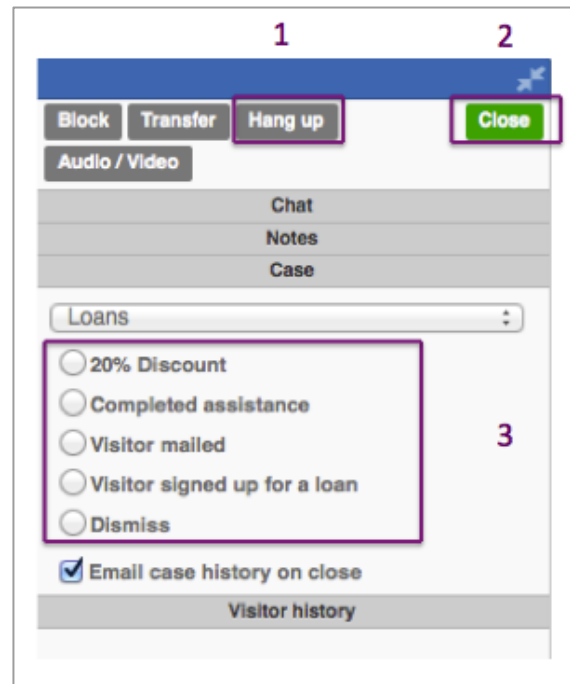 1 2
Block Transfer Hang up Close
Audio / Video
Chat
Notes
Case
Loans
20% Discount
Completed assistance
Visitor mailed
3
Visitor signed up for a loan
Dismiss
Email case history on close
Visitor history